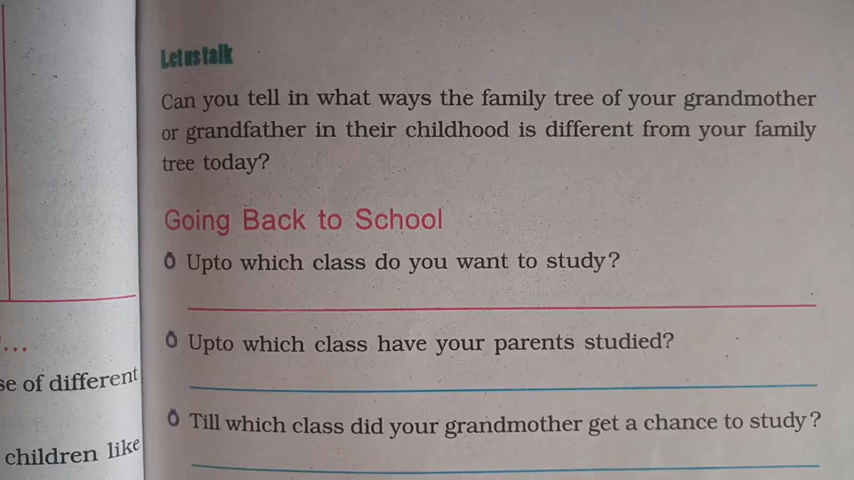 ...
se of different
children like
Let us talk
Can you tell in what ways the family tree of your grandmother
or grandfather in their childhood is different from your family
tree today?
Going Back to School
Upto which class do you want to study?
Upto which class have your parents studied?
Till which class did your grandmother get a chance to study?